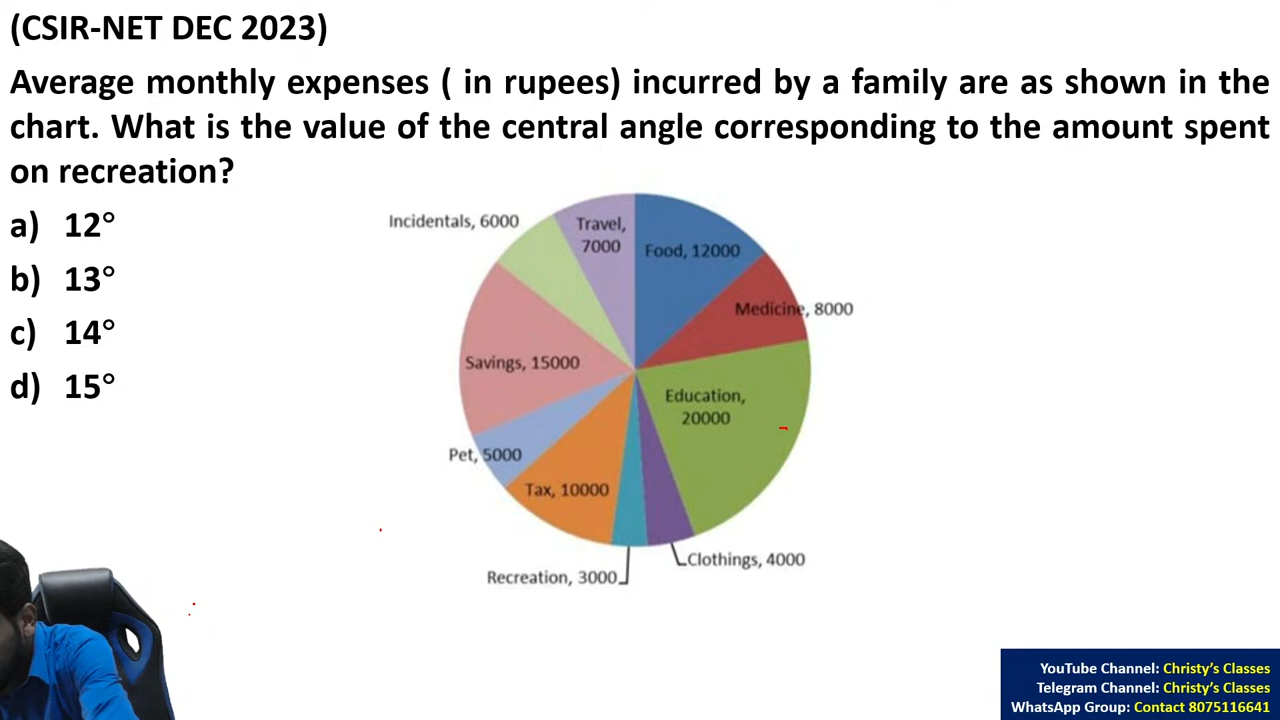 (CSIR-NET DEC 2023)
Average monthly expenses ( in rupees) incurred by a family are as shown in the
chart. What is the value of the central angle corresponding to the amount spent
on recreation?
a) 12°
b) 13°
c) 14°
d) 15°
Incidentals, 6000
Travel,
7000
Food, 12000
Medicine, 8000
Savings, 15000
Education,
20000
Pet, 5000
Tax, 10000
Clothings, 4000
Recreation, 3000
YouTube Channel: Christy's Classes
Telegram Channel: Christy's Classes
WhatsApp Group: Contact 8075116641